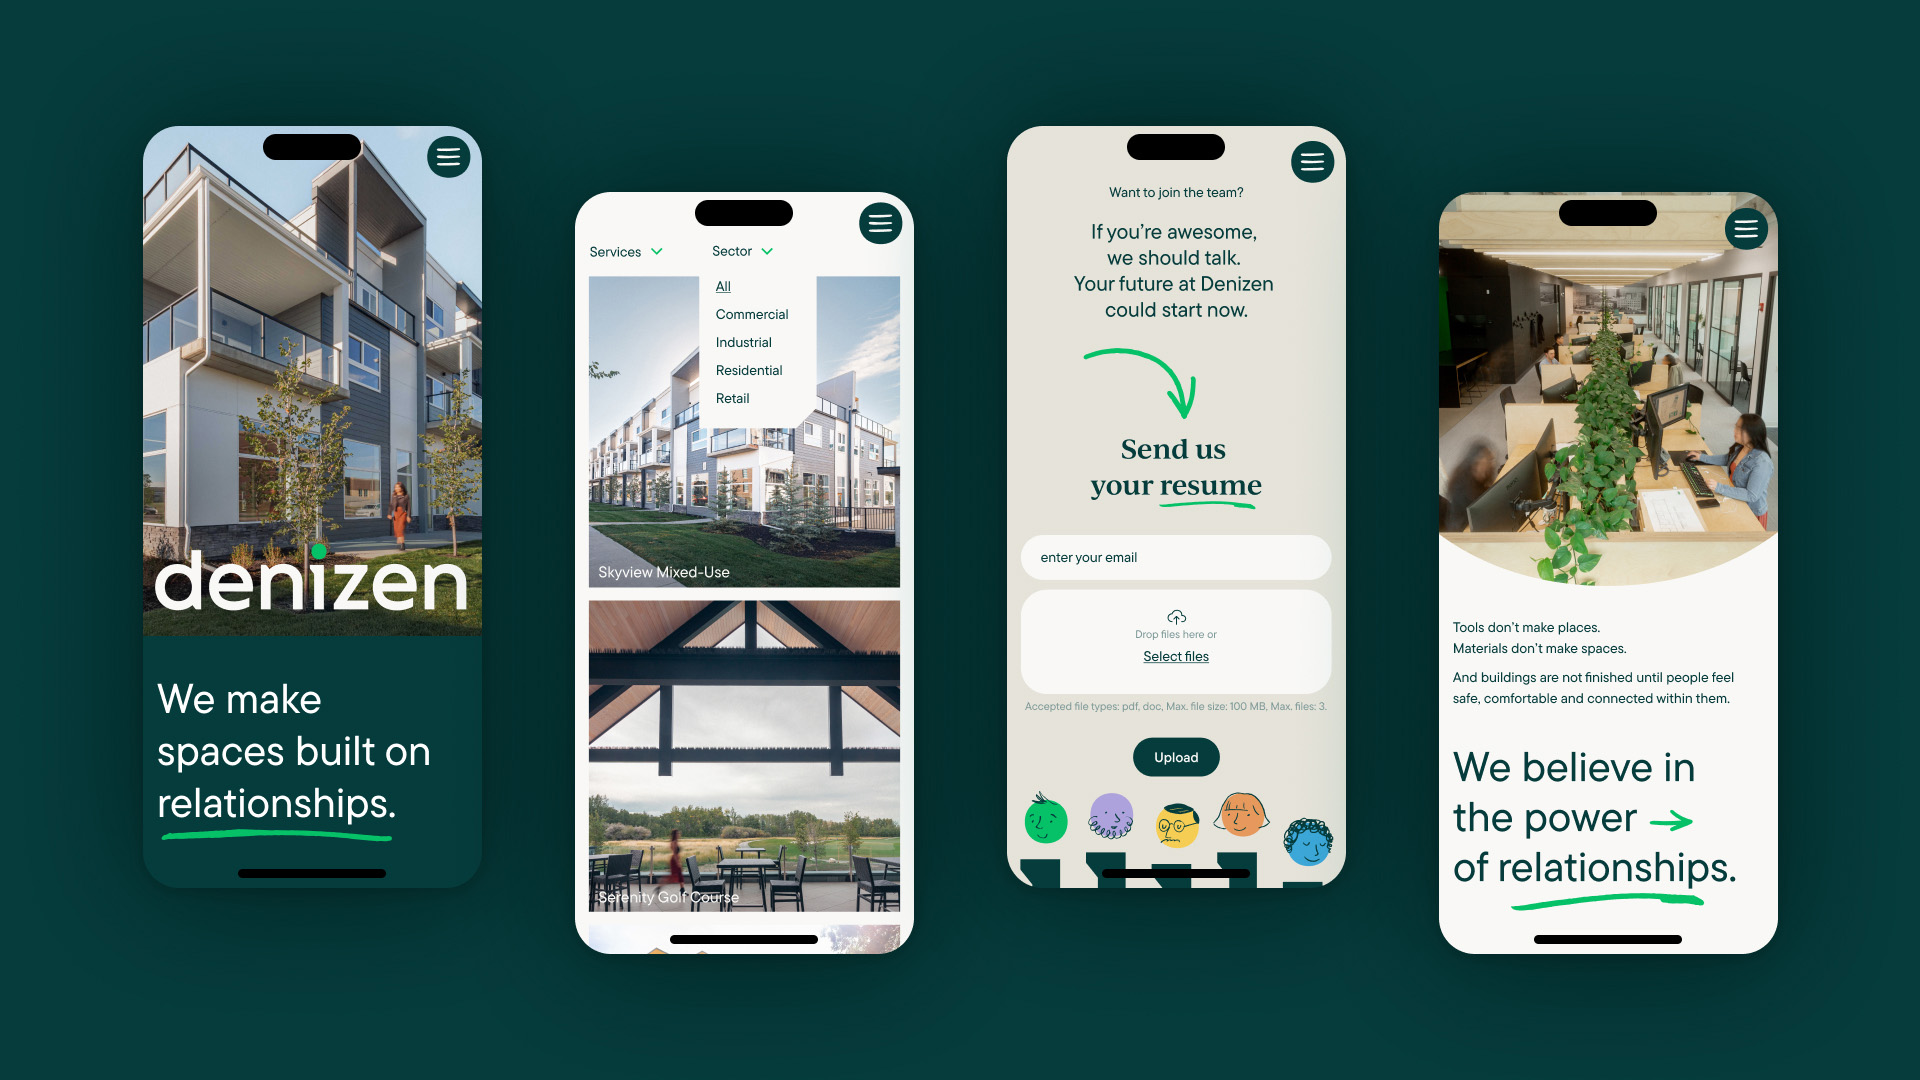 denizen
We make
spaces built on
relationships.
Services
Sector
All
Commercial
Industrial
Residential
Retail
Skyview Mixed-Use
Serenity Golf Course
Want to join the team?
If you’re awesome,
we should talk.
Your future at Denizen
could start now.
Send us
your resume
enter your email
Drop files here or
Select files
Accepted file types: pdf, doc, Max. file size: 100 MB, Max. files: 3.
Upload
Tools don’t make places.
Materials don’t make spaces.
And buildings are not finished until people feel
safe, comfortable and connected within them.
We believe in
the power
of relationships.